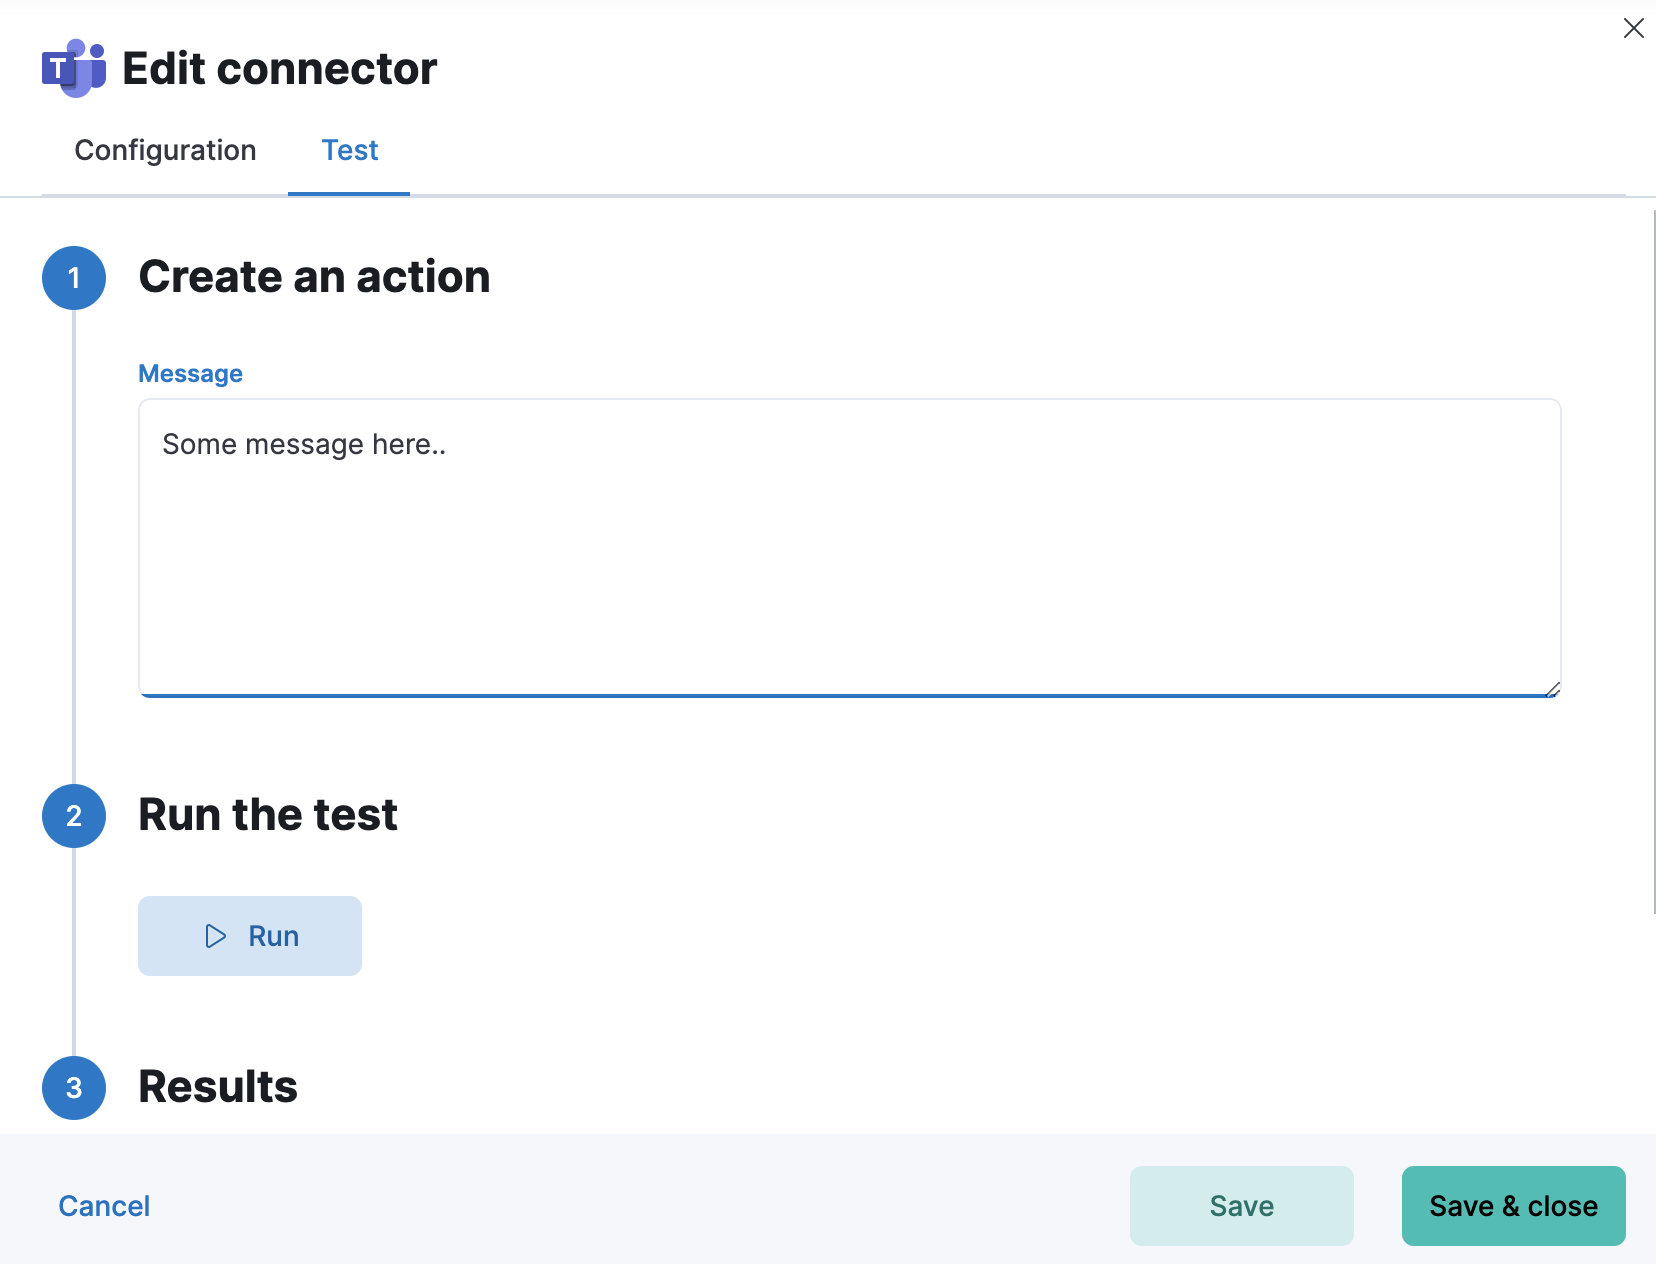 T Edit connector
Configuration Test
1 Create an action
Message
Some message here..
2 Run the test
Run
3 Results
Cancel Save Save & close